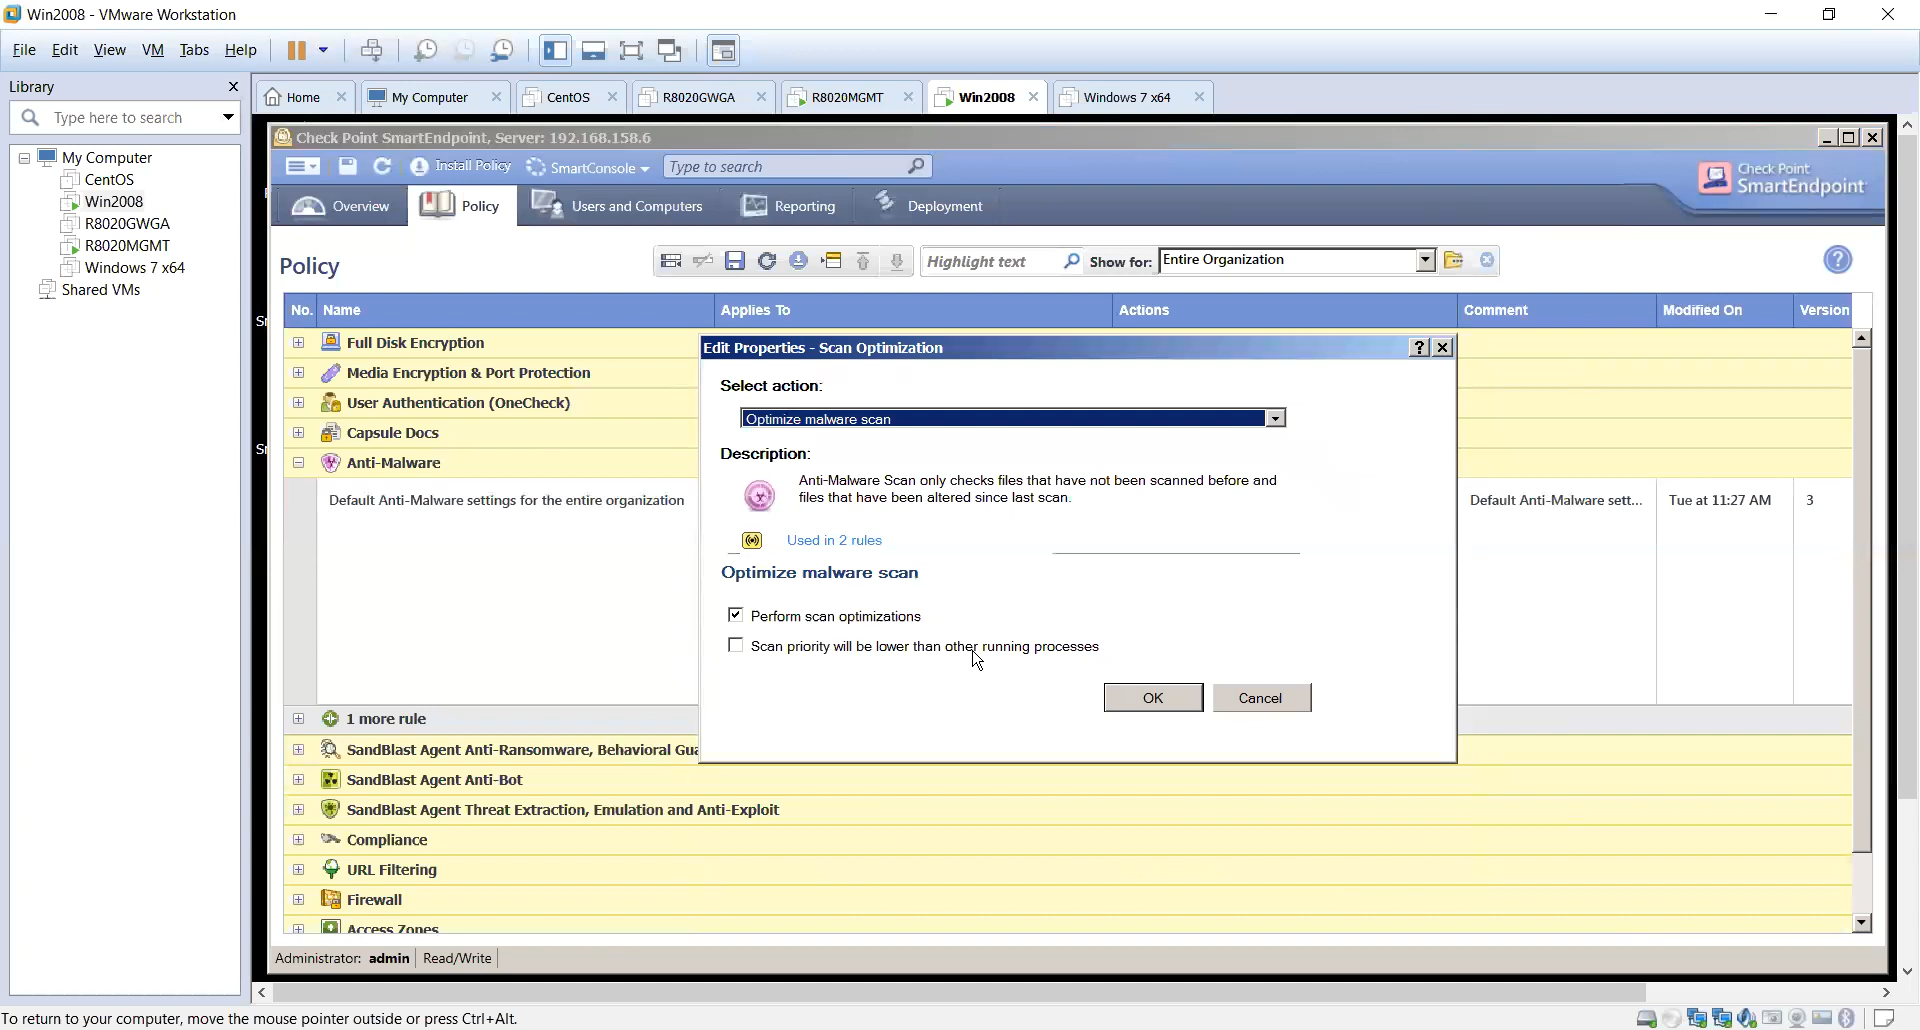 Win2008 - VMware Workstation
File Edit View VM Tabs Help
Library
Type here to search
My Computer
CentOS
Win2008
R8020GWGA
R8020MGMT
Windows 7 x64
Shared VMs
Home My Computer CentOS R8020GWGA R8020MGMT Win2008 Windows 7 x64
Check Point SmartEndpoint, Server: 192.168.158.6
Install Policy SmartConsole Type to search
Check Point
SmartEndpoint
Overview Policy Users and Computers Reporting Deployment
Policy
Highlight text Show for: Entire Organization
No. Name Applies To Actions Comment Modified On Version
Full Disk Encryption
Media Encryption & Port Protection
User Authentication (OneCheck)
Capsule Docs
Anti-Malware
Default Anti-Malware settings for the entire organization
Default Anti-Malware sett... Tue at 11:27 AM 3
1 more rule
SandBlast Agent Anti-Ransomware, Behavioral
SandBlast Agent Anti-Bot
SandBlast Agent Threat Extraction, Emulation and Anti-Exploit
Compliance
URL Filtering
Firewall
Access Zones
Edit Properties - Scan Optimization
Select action:
Optimize malware scan
Description:
Anti-Malware Scan only checks files that have not been scanned before and
files that have been altered since last scan.
Used in 2 rules
Optimize malware scan
Perform scan optimizations
Scan priority will be lower than other running processes
OK Cancel
Administrator: admin Read/Write
To return to your computer, move the mouse pointer outside or press Ctrl+Alt.